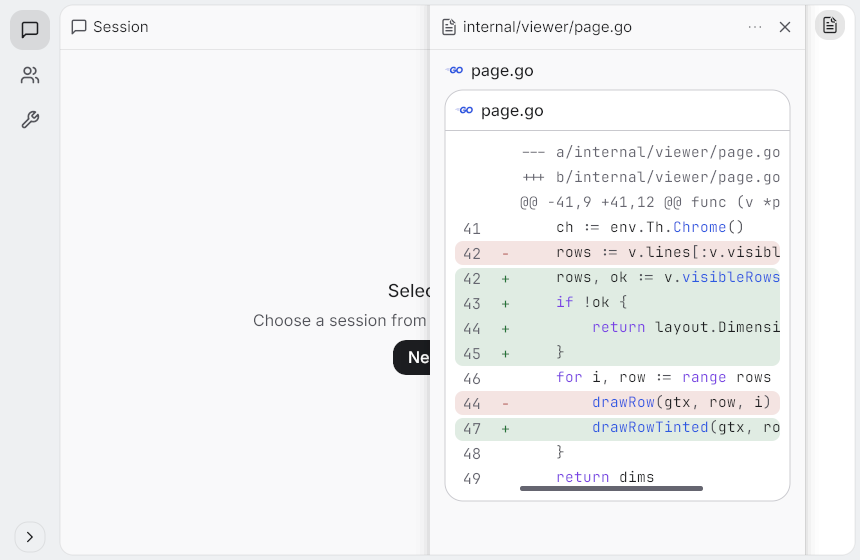 Session
Selec
Choose a session from
Ne
internal/viewer/page.go
page.go
page.go
--- a/internal/viewer/page.go
+++ b/internal/viewer/page.go
@@ -41,9 +41,12 @@ func (v *p
41 ch := env.Th.Chrome()
42 - rows := v.lines[:v.visibl
42 + rows, ok := v.visibleRows
43 + if !ok {
44 + return layout.Dimensi
45 + }
46 for i, row := range rows
44 - drawRow(gtx, row, i)
47 + drawRowTinted(gtx, ro
48 }
49 return dims